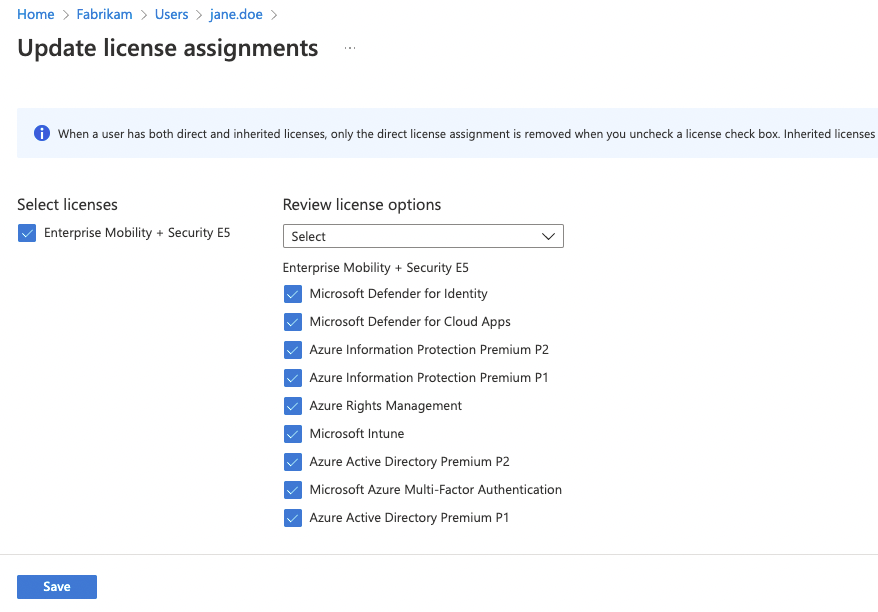 Home > Fabrikam > Users > jane.doe >
Update license assignments ...
When a user has both direct and inherited licenses, only the direct license assignment is removed when you uncheck a license check box. Inherited licenses
Select licenses
Enterprise Mobility + Security E5
Review license options
Select
Enterprise Mobility + Security E5
Microsoft Defender for Identity
Microsoft Defender for Cloud Apps
Azure Information Protection Premium P2
Azure Information Protection Premium P1
Azure Rights Management
Microsoft Intune
Azure Active Directory Premium P2
Microsoft Azure Multi-Factor Authentication
Azure Active Directory Premium P1
Save